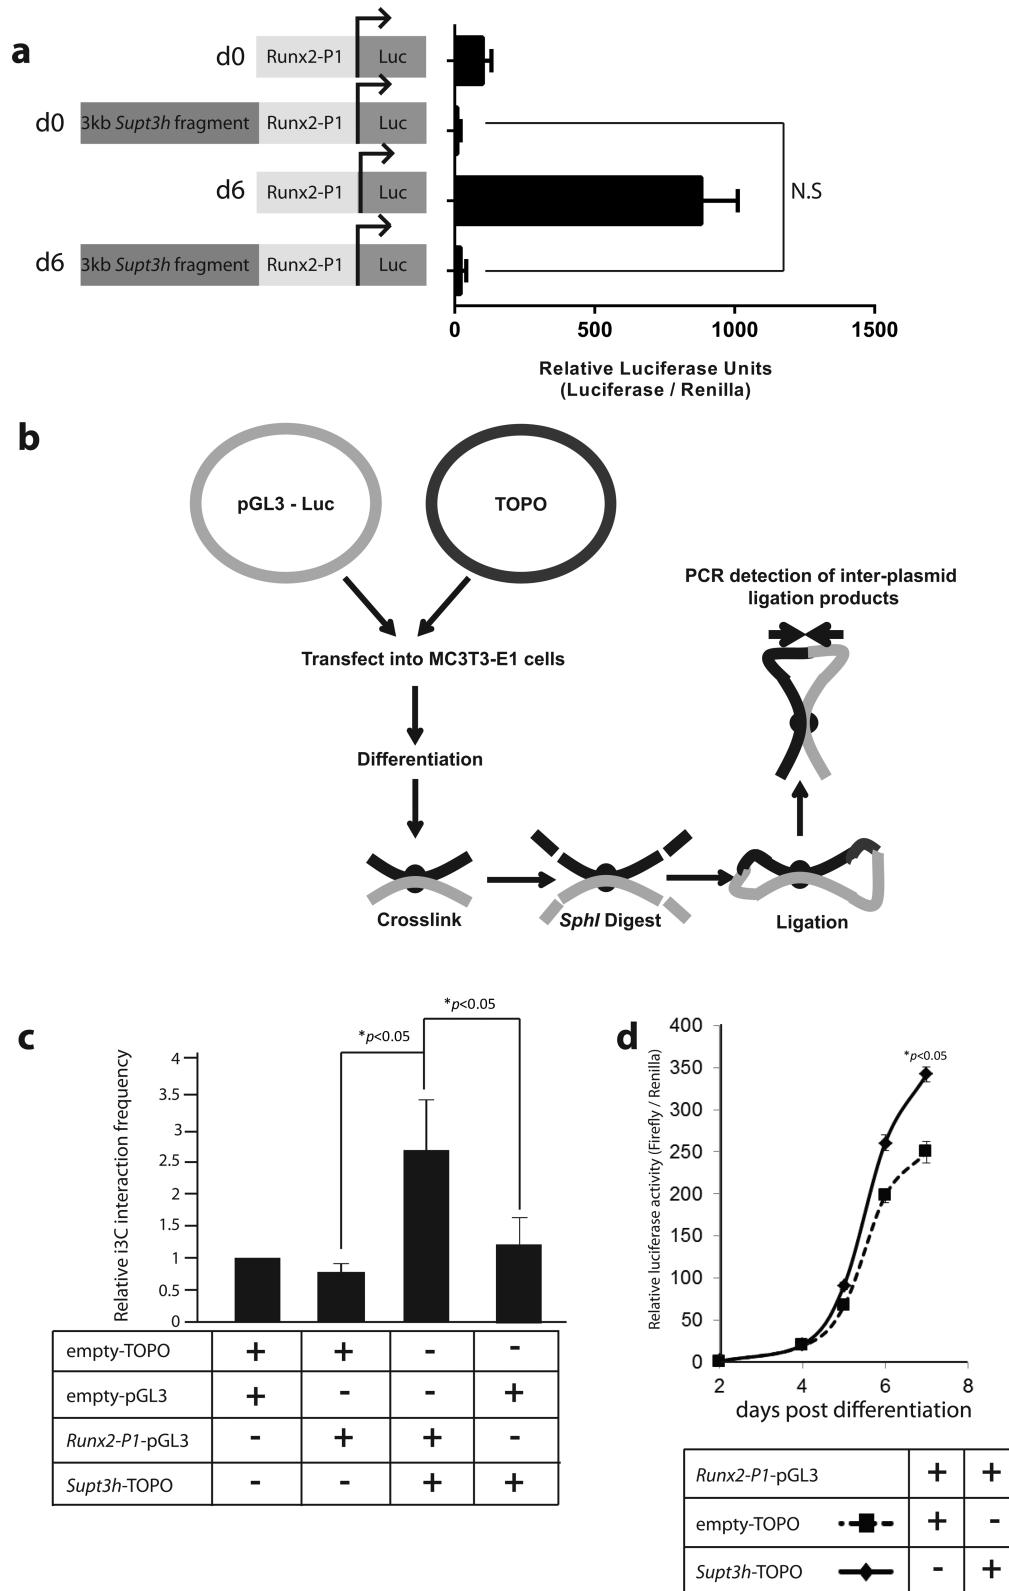 a
d0 Runx2-P1 Luc
d0 3kb Supt3h fragment Runx2-P1 Luc
d6 Runx2-P1 Luc
d6 3kb Supt3h fragment Runx2-P1 Luc
N.S
0 500 1000 1500
Relative Luciferase Units
(Luciferase / Renilla)
b
pGL3 - Luc
TOPO
Transfect into MC3T3-E1 cells
Differentiation
Crosslink
SphI Digest
Ligation
PCR detection of inter-plasmid
ligation products
c
Relative i3C interaction frequency
4
3.5
3
2.5
2
1.5
1
0.5
0
*p<0.05
*p<0.05
empty-TOPO + + - -
empty-pGL3 + - - +
Runx2-P1-pGL3 - + + -
Supt3h-TOPO - - + +
d
Relative luciferase activity (Firefly / Renilla)
400
350
300
250
200
150
100
50
0
*p<0.05
2 4 6 8
days post differentiation
Runx2-P1-pGL3 + +
empty-TOPO + -
Supt3h-TOPO - +